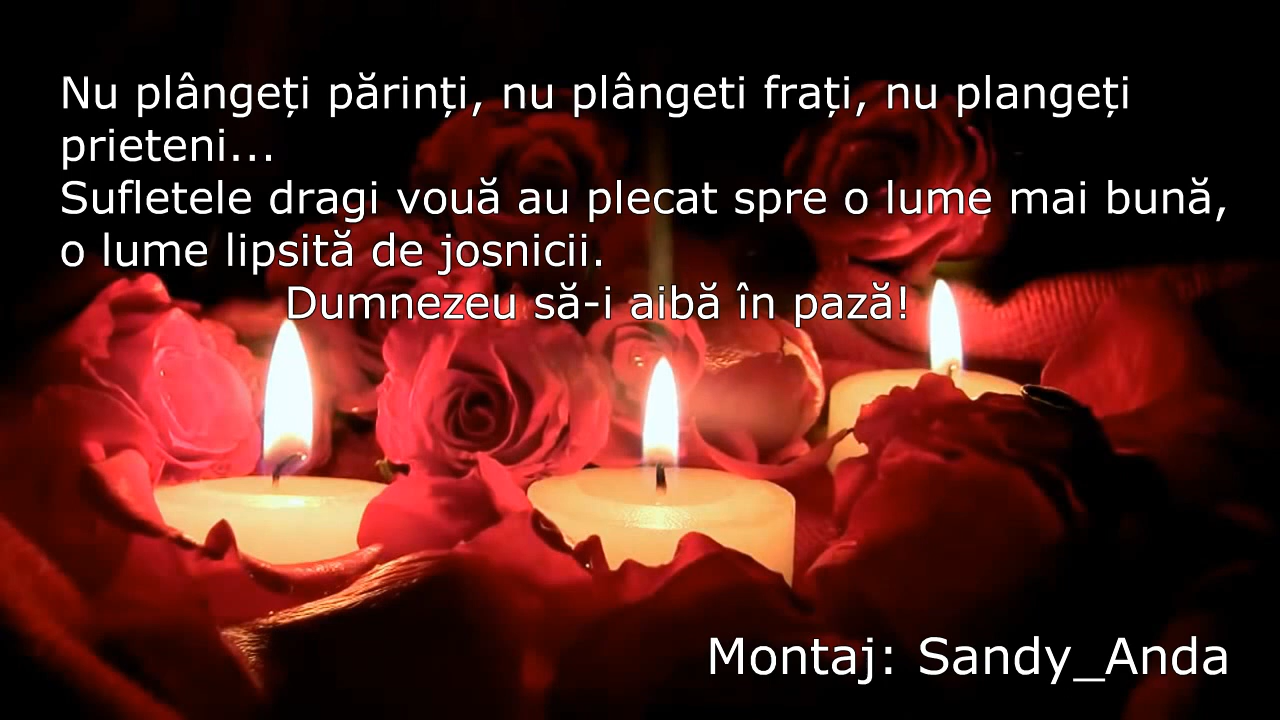 Nu plângeți părinți, nu plângeti frați, nu plangeți
prieteni...
Sufletele dragi vouă au plecat spre o lume mai bună,
o lume lipsită de josnicii.
Dumnezeu să-i aibă în pază!
Montaj: Sandy_Anda